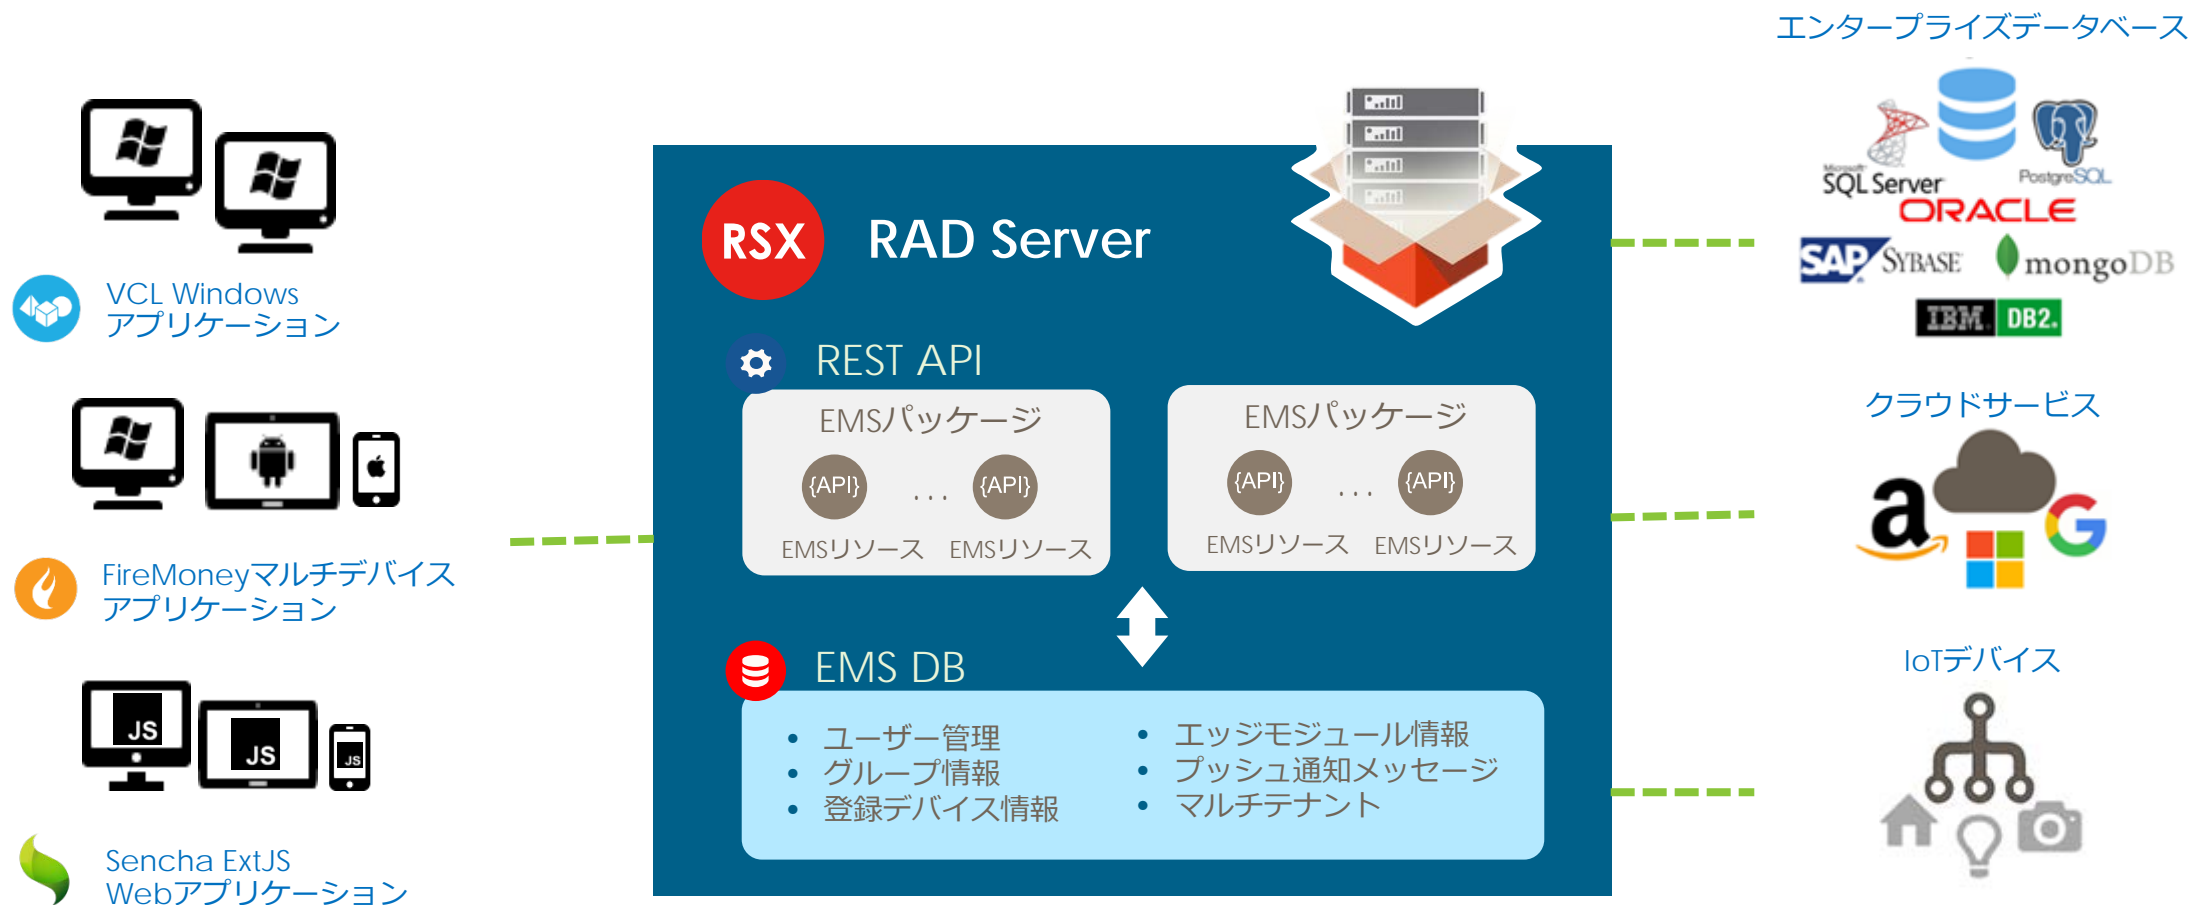 VCL Windows
アプリケーション
FireMoneyマルチデバイス
アプリケーション
JS
JS
JS
Sencha ExtJS
Webアプリケーション
RSX
RAD Server
REST API
EMSパッケージ
{API}
...
{API}
EMSリソース
EMSリソース
EMSパッケージ
{API}
...
{API}
EMSリソース
EMSリソース
EMS DB
• ユーザー管理
• グループ情報
• 登録デバイス情報
• エッジモジュール情報
• プッシュ通知メッセージ
• マルチテナント
エンタープライズデータベース
Microsoft
SQL Server
PostgreSQL
ORACLE
SAP SYBASE
mongoDB
IBM. DB2.
クラウドサービス
a
G
IoTデバイス